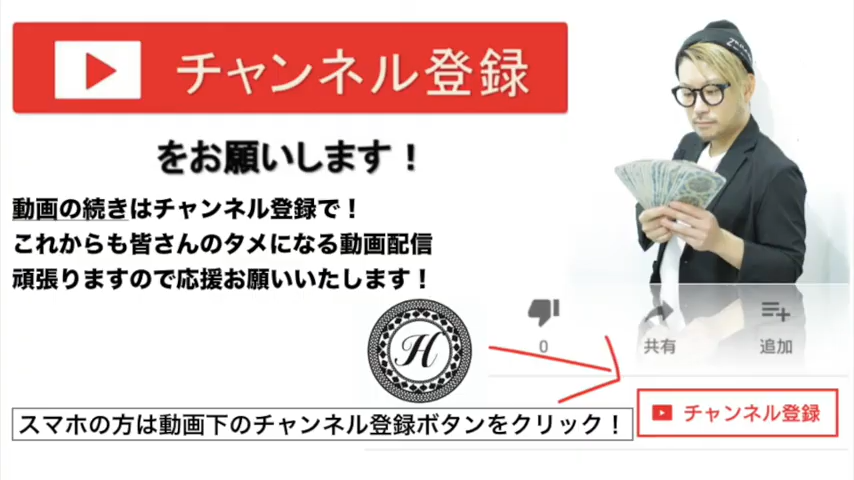 チャンネル登録
をお願いします！
動画の続きはチャンネル登録で！
これからも皆さんのタメになる動画配信
頑張りますので応援お願いいたします！
H
0
共有
追加
スマホの方は動画下のチャンネル登録ボタンをクリック！
チャンネル登録